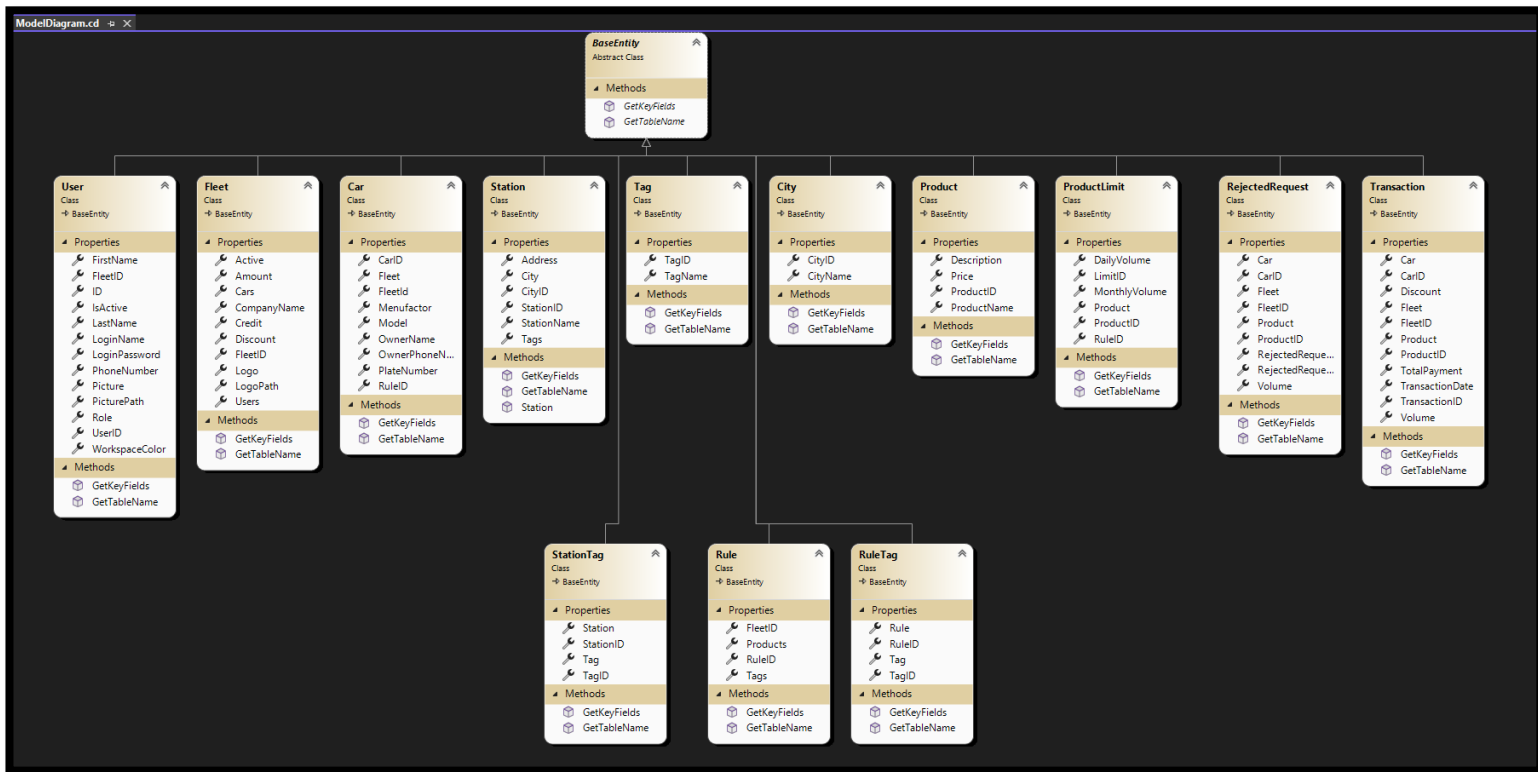 ModelDiagram.cd
BaseEntity
Abstract Class
Methods
GetKeyFields
GetTableName
User
Class
BaseEntity
Properties
FirstName
FleetID
ID
IsActive
LastName
LoginName
LoginPassword
PhoneNumber
Picture
PicturePath
Role
UserID
WorkspaceColor
Methods
GetKeyFields
GetTableName
Fleet
Class
BaseEntity
Properties
Active
Amount
Cars
CompanyName
Credit
Discount
FleetID
Logo
LogoPath
Users
Methods
GetKeyFields
GetTableName
Car
Class
BaseEntity
Properties
CarID
Fleet
FleetId
Menufactor
Model
OwnerName
OwnerPhoneN...
PlateNumber
RuleID
Methods
GetKeyFields
GetTableName
Station
Class
BaseEntity
Properties
Address
City
CityID
StationID
StationName
Tags
Methods
GetKeyFields
GetTableName
Station
Tag
Class
BaseEntity
Properties
TagID
TagName
Methods
GetKeyFields
GetTableName
City
Class
BaseEntity
Properties
CityID
CityName
Methods
GetKeyFields
GetTableName
Product
Class
BaseEntity
Properties
Description
Price
ProductID
ProductName
Methods
GetKeyFields
GetTableName
ProductLimit
Class
BaseEntity
Properties
DailyVolume
LimitID
MonthlyVolume
Product
ProductID
RuleID
Methods
GetKeyFields
GetTableName
RejectedRequest
Class
BaseEntity
Properties
Car
CarID
Fleet
FleetID
Product
ProductID
RejectedReque...
RejectedReque...
Volume
Methods
GetKeyFields
GetTableName
Transaction
Class
BaseEntity
Properties
Car
CarID
Discount
Fleet
FleetID
Product
ProductID
TotalPayment
TransactionDate
TransactionID
Volume
Methods
GetKeyFields
GetTableName
StationTag
Class
BaseEntity
Properties
Station
StationID
Tag
TagID
Methods
GetKeyFields
GetTableName
Rule
Class
BaseEntity
Properties
FleetID
Products
RuleID
Tags
Methods
GetKeyFields
GetTableName
RuleTag
Class
BaseEntity
Properties
Rule
RuleID
Tag
TagID
Methods
GetKeyFields
GetTableName